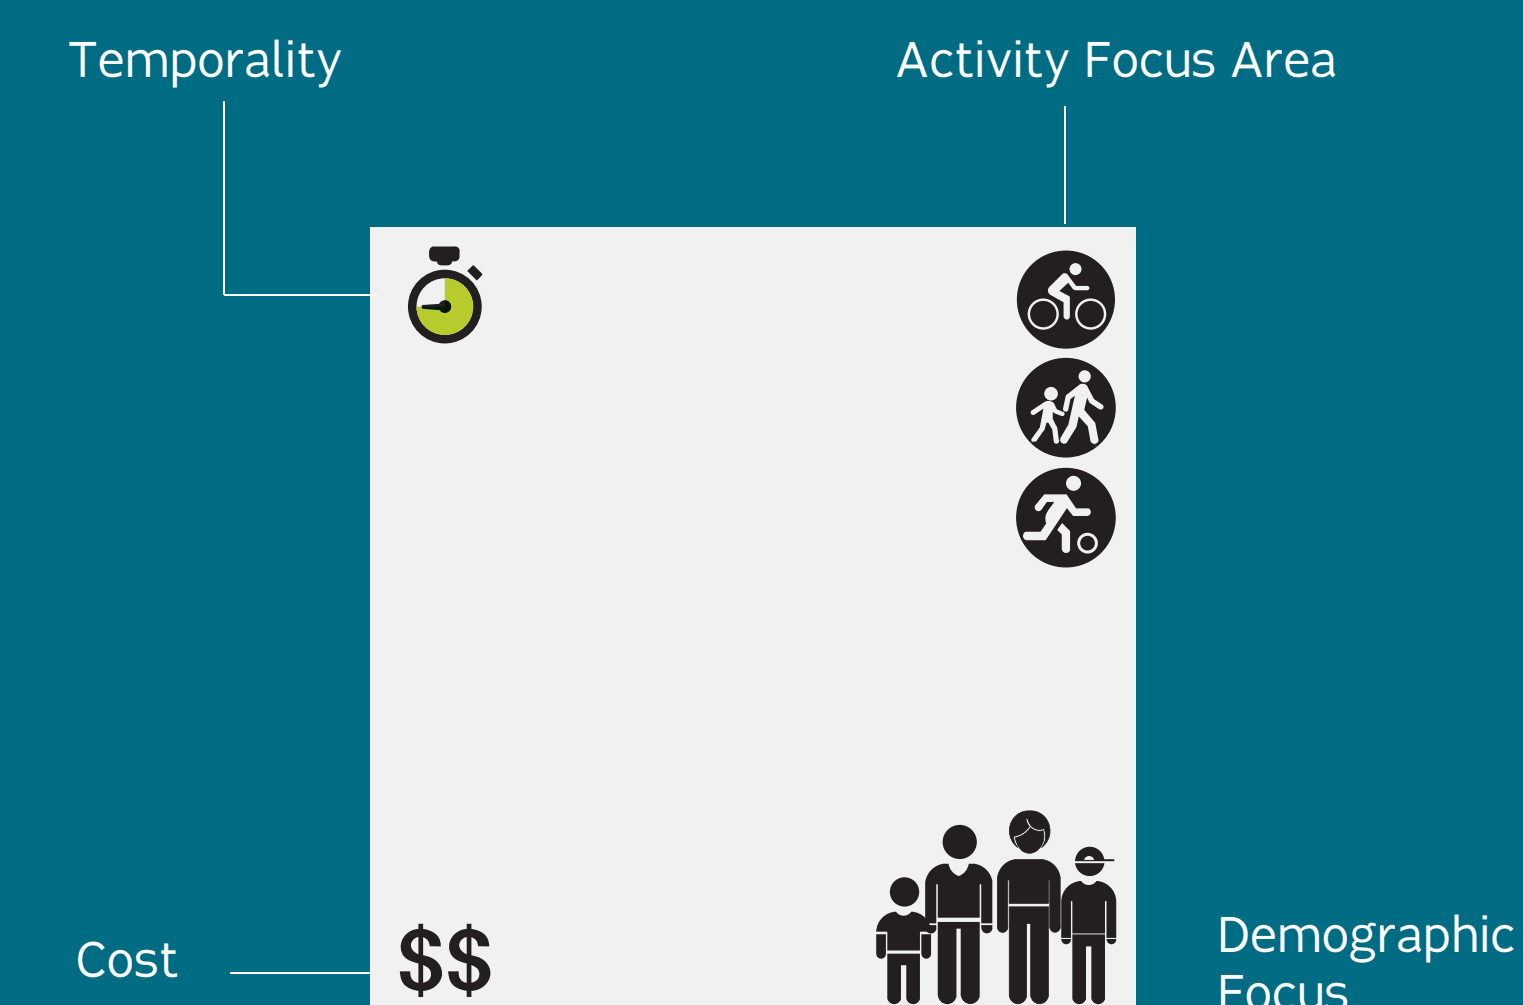 Temporality
Activity Focus Area
Cost
$$
Demographic
Focus